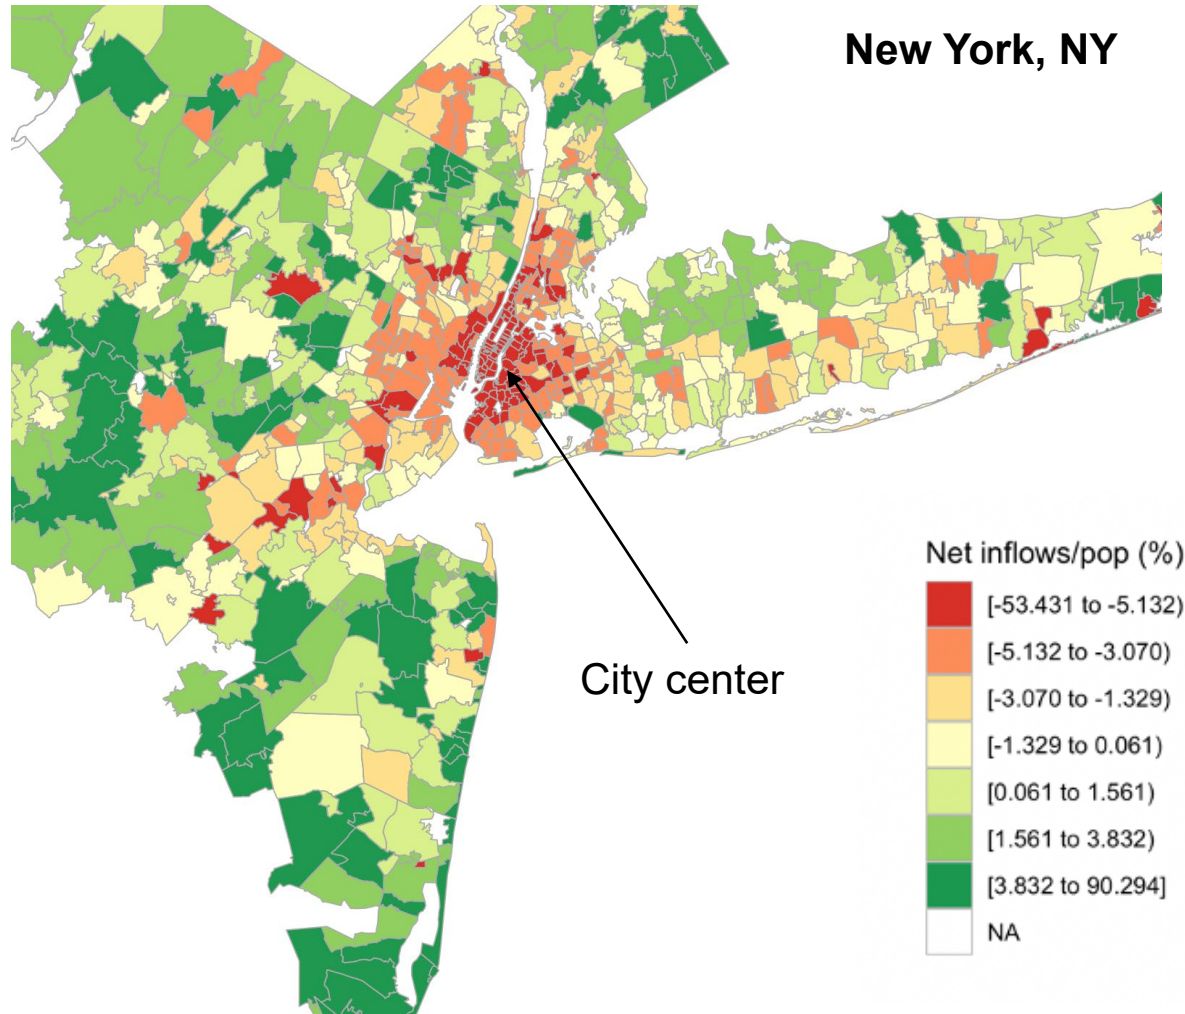 New York, NY
City center
Net inflows/pop (%)
[-53.431 to -5.132)
[-5.132 to -3.070)
[-3.070 to -1.329)
[-1.329 to 0.061)
[0.061 to 1.561)
[1.561 to 3.832)
[3.832 to 90.294]
NA